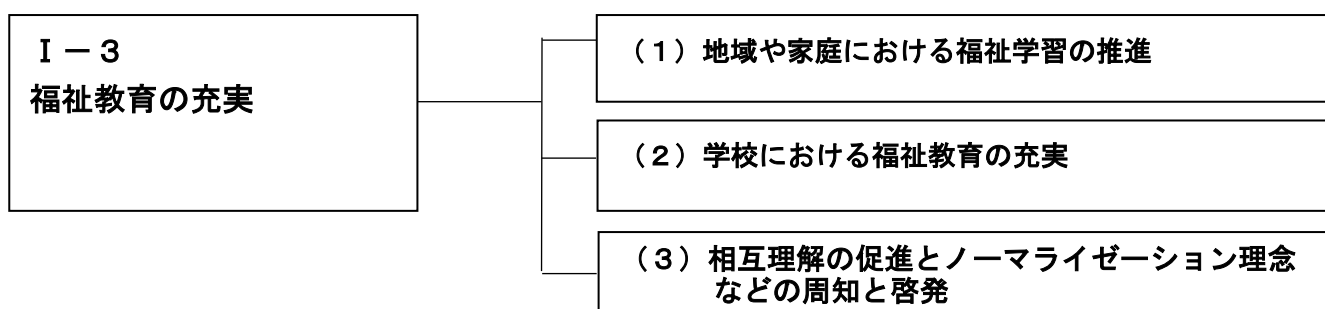 Ⅰ－３
福祉教育の充実
（１）地域や家庭における福祉学習の推進
（２）学校における福祉教育の充実
（３）相互理解の促進とノーマライゼーション理念
などの周知と啓発